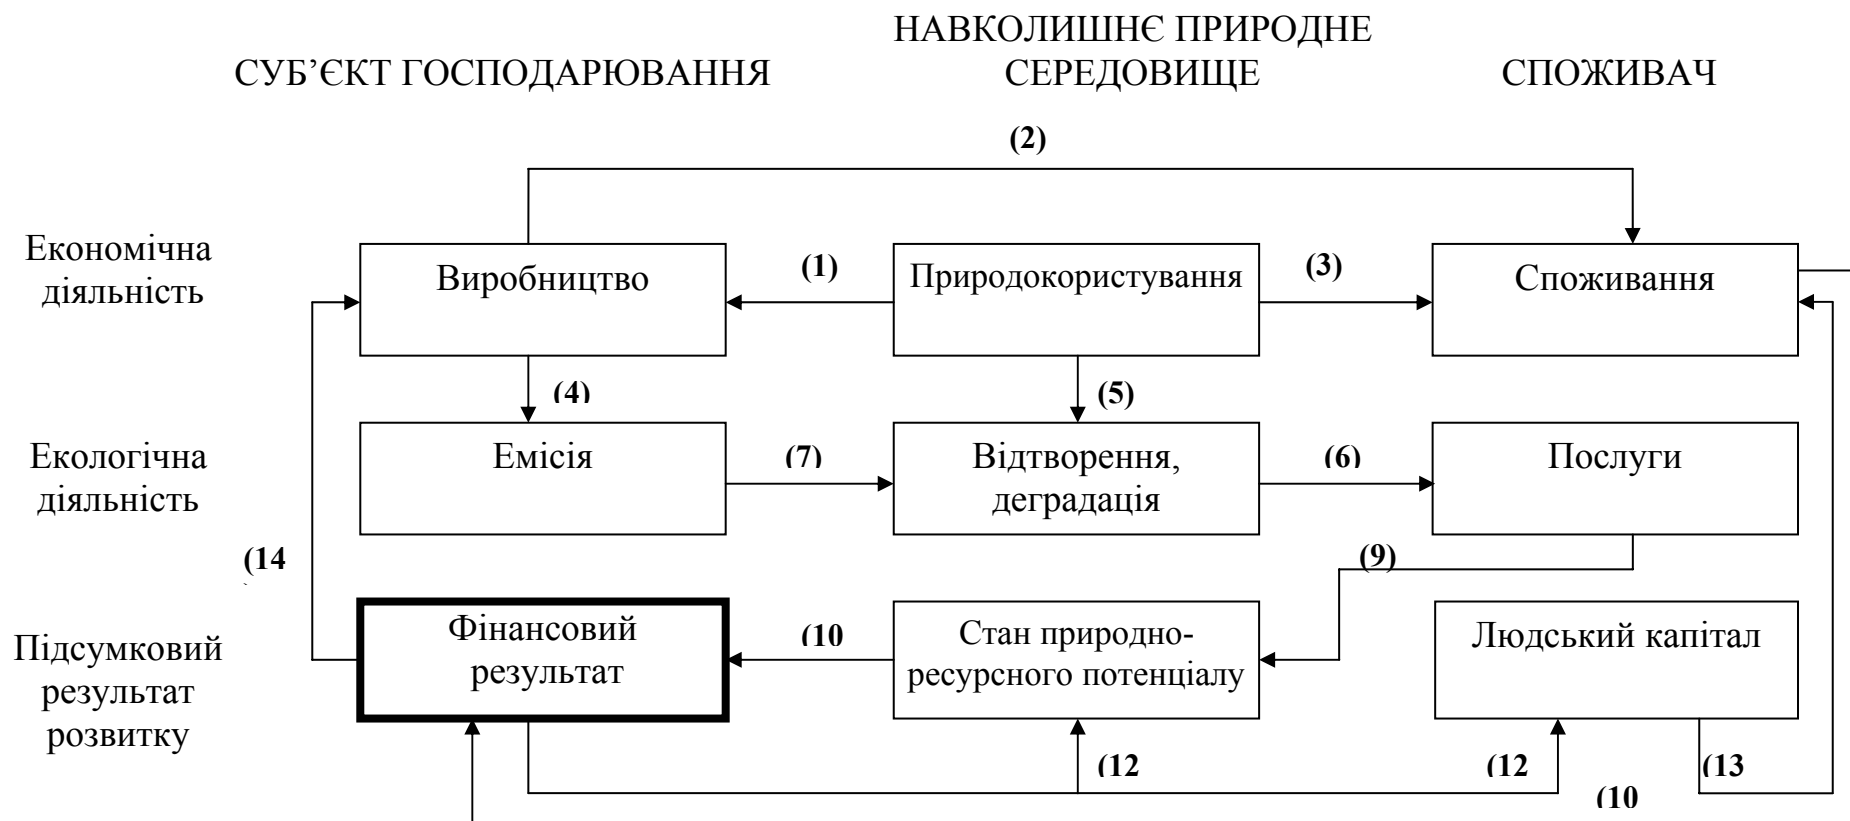 НАВКОЛИШНЄ ПРИРОДНЕ
СУБ’ЄКТ ГОСПОДАРЮВАННЯ СЕРЕДОВИЩЕ СПОЖИВАЧ
(2)
Економічна
діяльність
Виробництво
(1)
Природокористування
(3)
Споживання
(4)
(5)
Екологічна
діяльність
Емісія
(7)
Відтворення,
деградація
(6)
Послуги
(14
(9)
Підсумковий
результат
розвитку
Фінансовий
результат
(10
Стан природно-
ресурсного потенціалу
Людський капітал
(12
(12
(13
(10